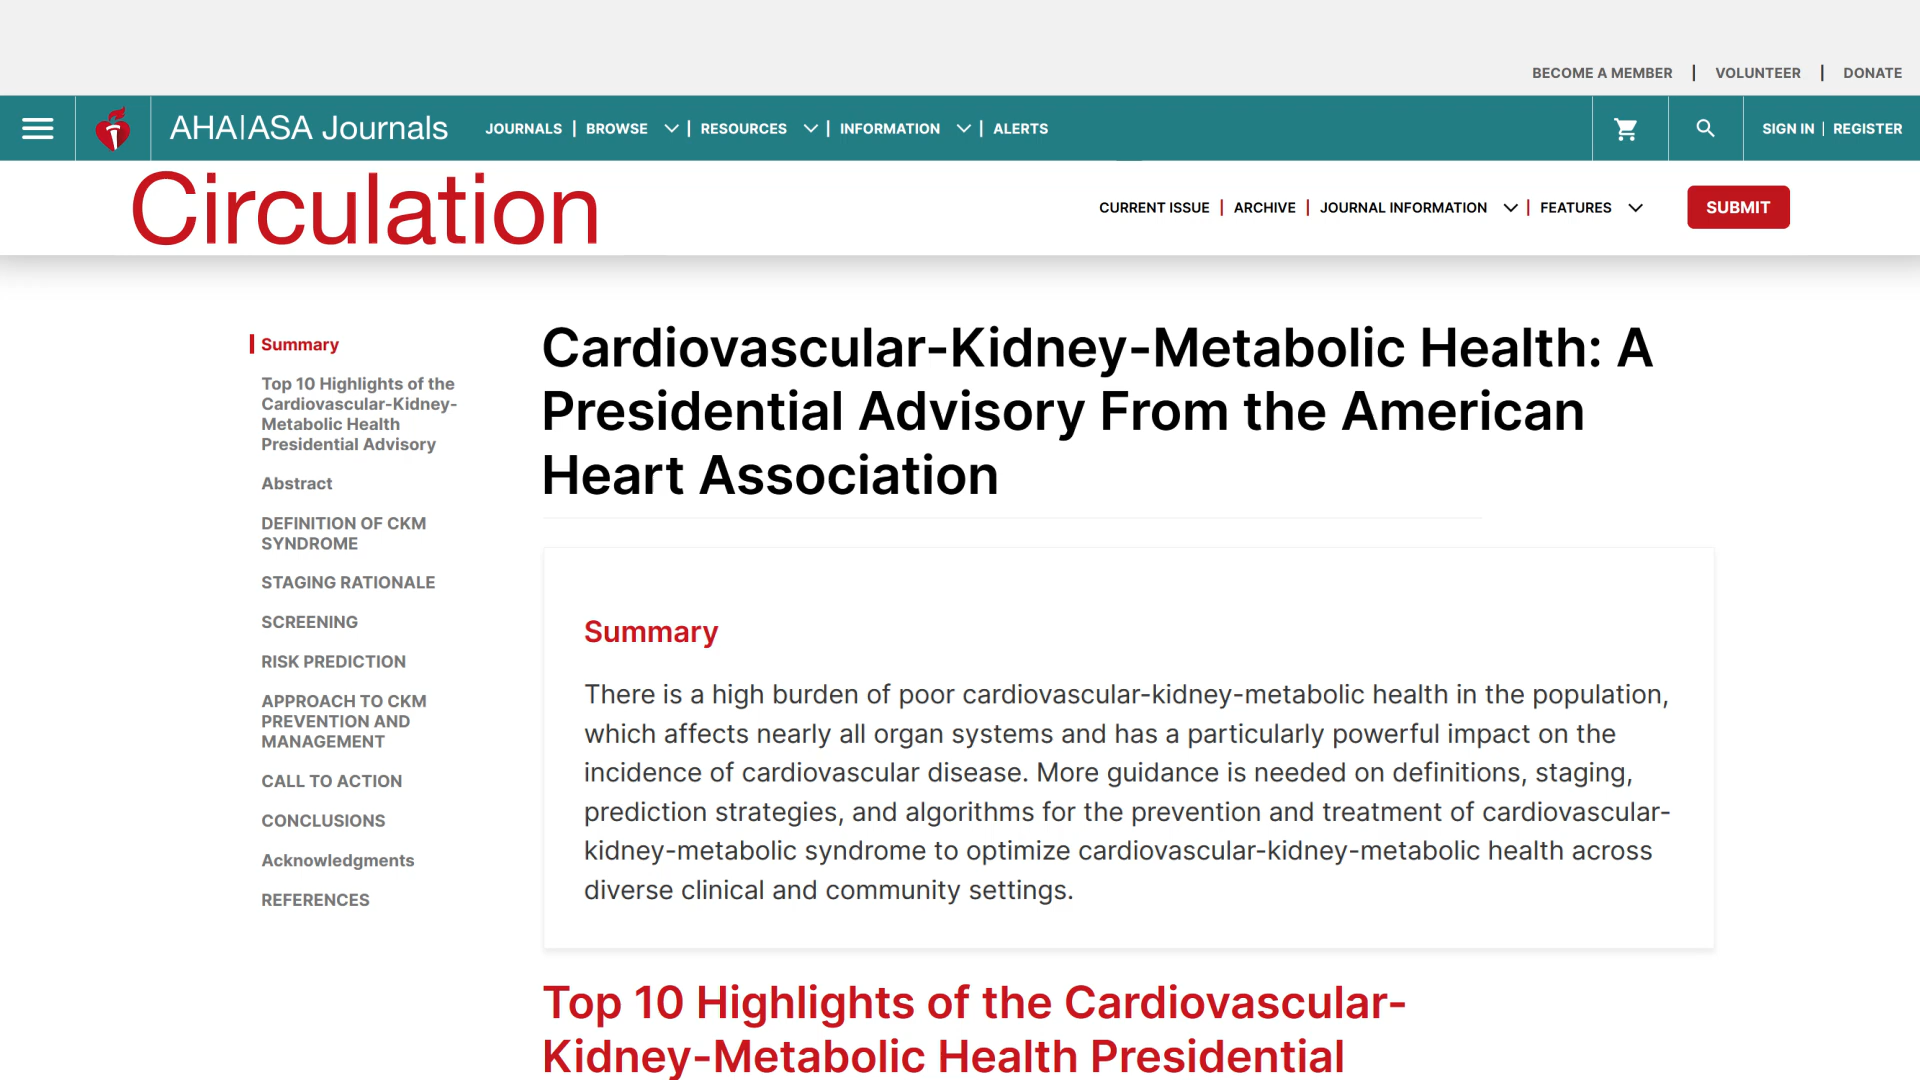 BECOME A MEMBER | VOLUNTEER | DONATE
AHA|ASA Journals JOURNALS | BROWSE | RESOURCES | INFORMATION | ALERTS SIGN IN | REGISTER
Circulation CURRENT ISSUE | ARCHIVE | JOURNAL INFORMATION | FEATURES SUBMIT
Summary
Top 10 Highlights of the
Cardiovascular-Kidney-
Metabolic Health
Presidential Advisory
Abstract
DEFINITION OF CKM
SYNDROME
STAGING RATIONALE
SCREENING
RISK PREDICTION
APPROACH TO CKM
PREVENTION AND
MANAGEMENT
CALL TO ACTION
CONCLUSIONS
Acknowledgments
REFERENCES
Cardiovascular-Kidney-Metabolic Health: A
Presidential Advisory From the American
Heart Association
Summary
There is a high burden of poor cardiovascular-kidney-metabolic health in the population,
which affects nearly all organ systems and has a particularly powerful impact on the
incidence of cardiovascular disease. More guidance is needed on definitions, staging,
prediction strategies, and algorithms for the prevention and treatment of cardiovascular-
kidney-metabolic syndrome to optimize cardiovascular-kidney-metabolic health across
diverse clinical and community settings.
Top 10 Highlights of the Cardiovascular-
Kidney-Metabolic Health Presidential